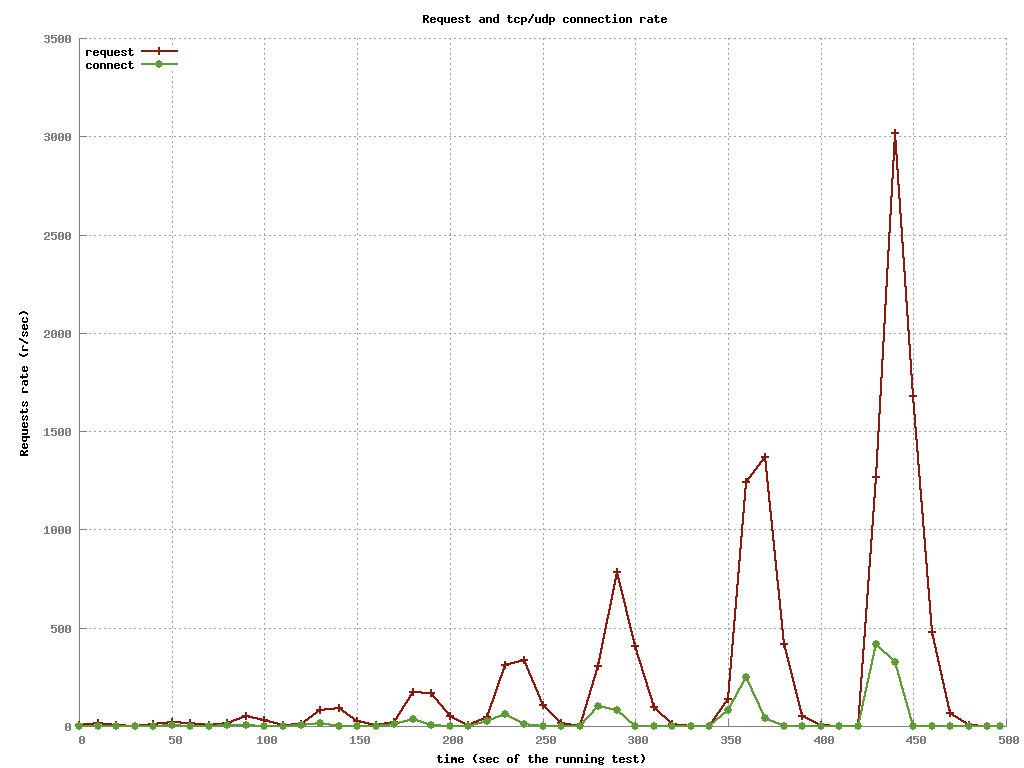 Request and tcp/udp connection rate
3500
request
connect
3000
2500
2000
1500
1000
500
0
Requests rate (r/sec)
0 50 100 150 200 250 300 350 400 450 500
time (sec of the running test)